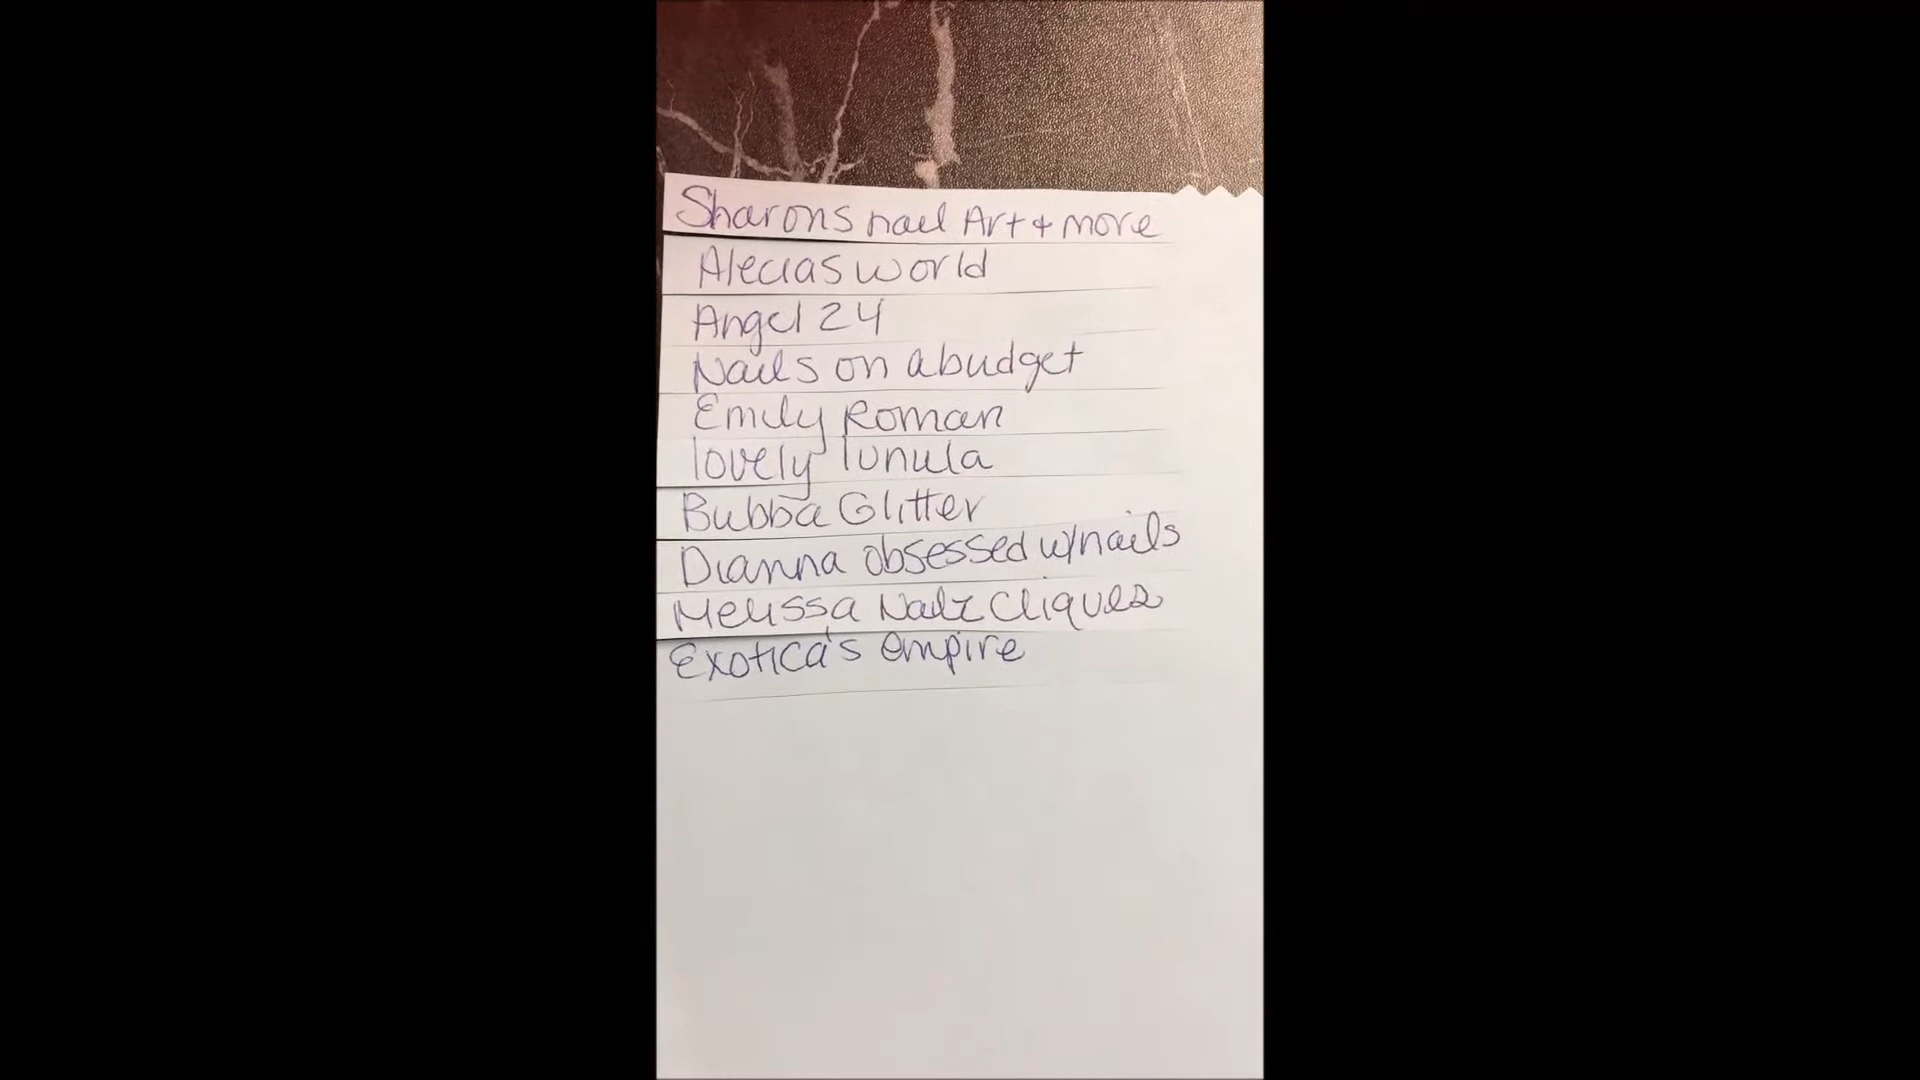 Sharons nail Art & more
Alecias world
Angel 24
Nails on a budget
Emily Roman
lovely lunula
Bubba Glitter
Dianna obsessed w/nails
Melissa Nailz Cliques
Exotica's empire